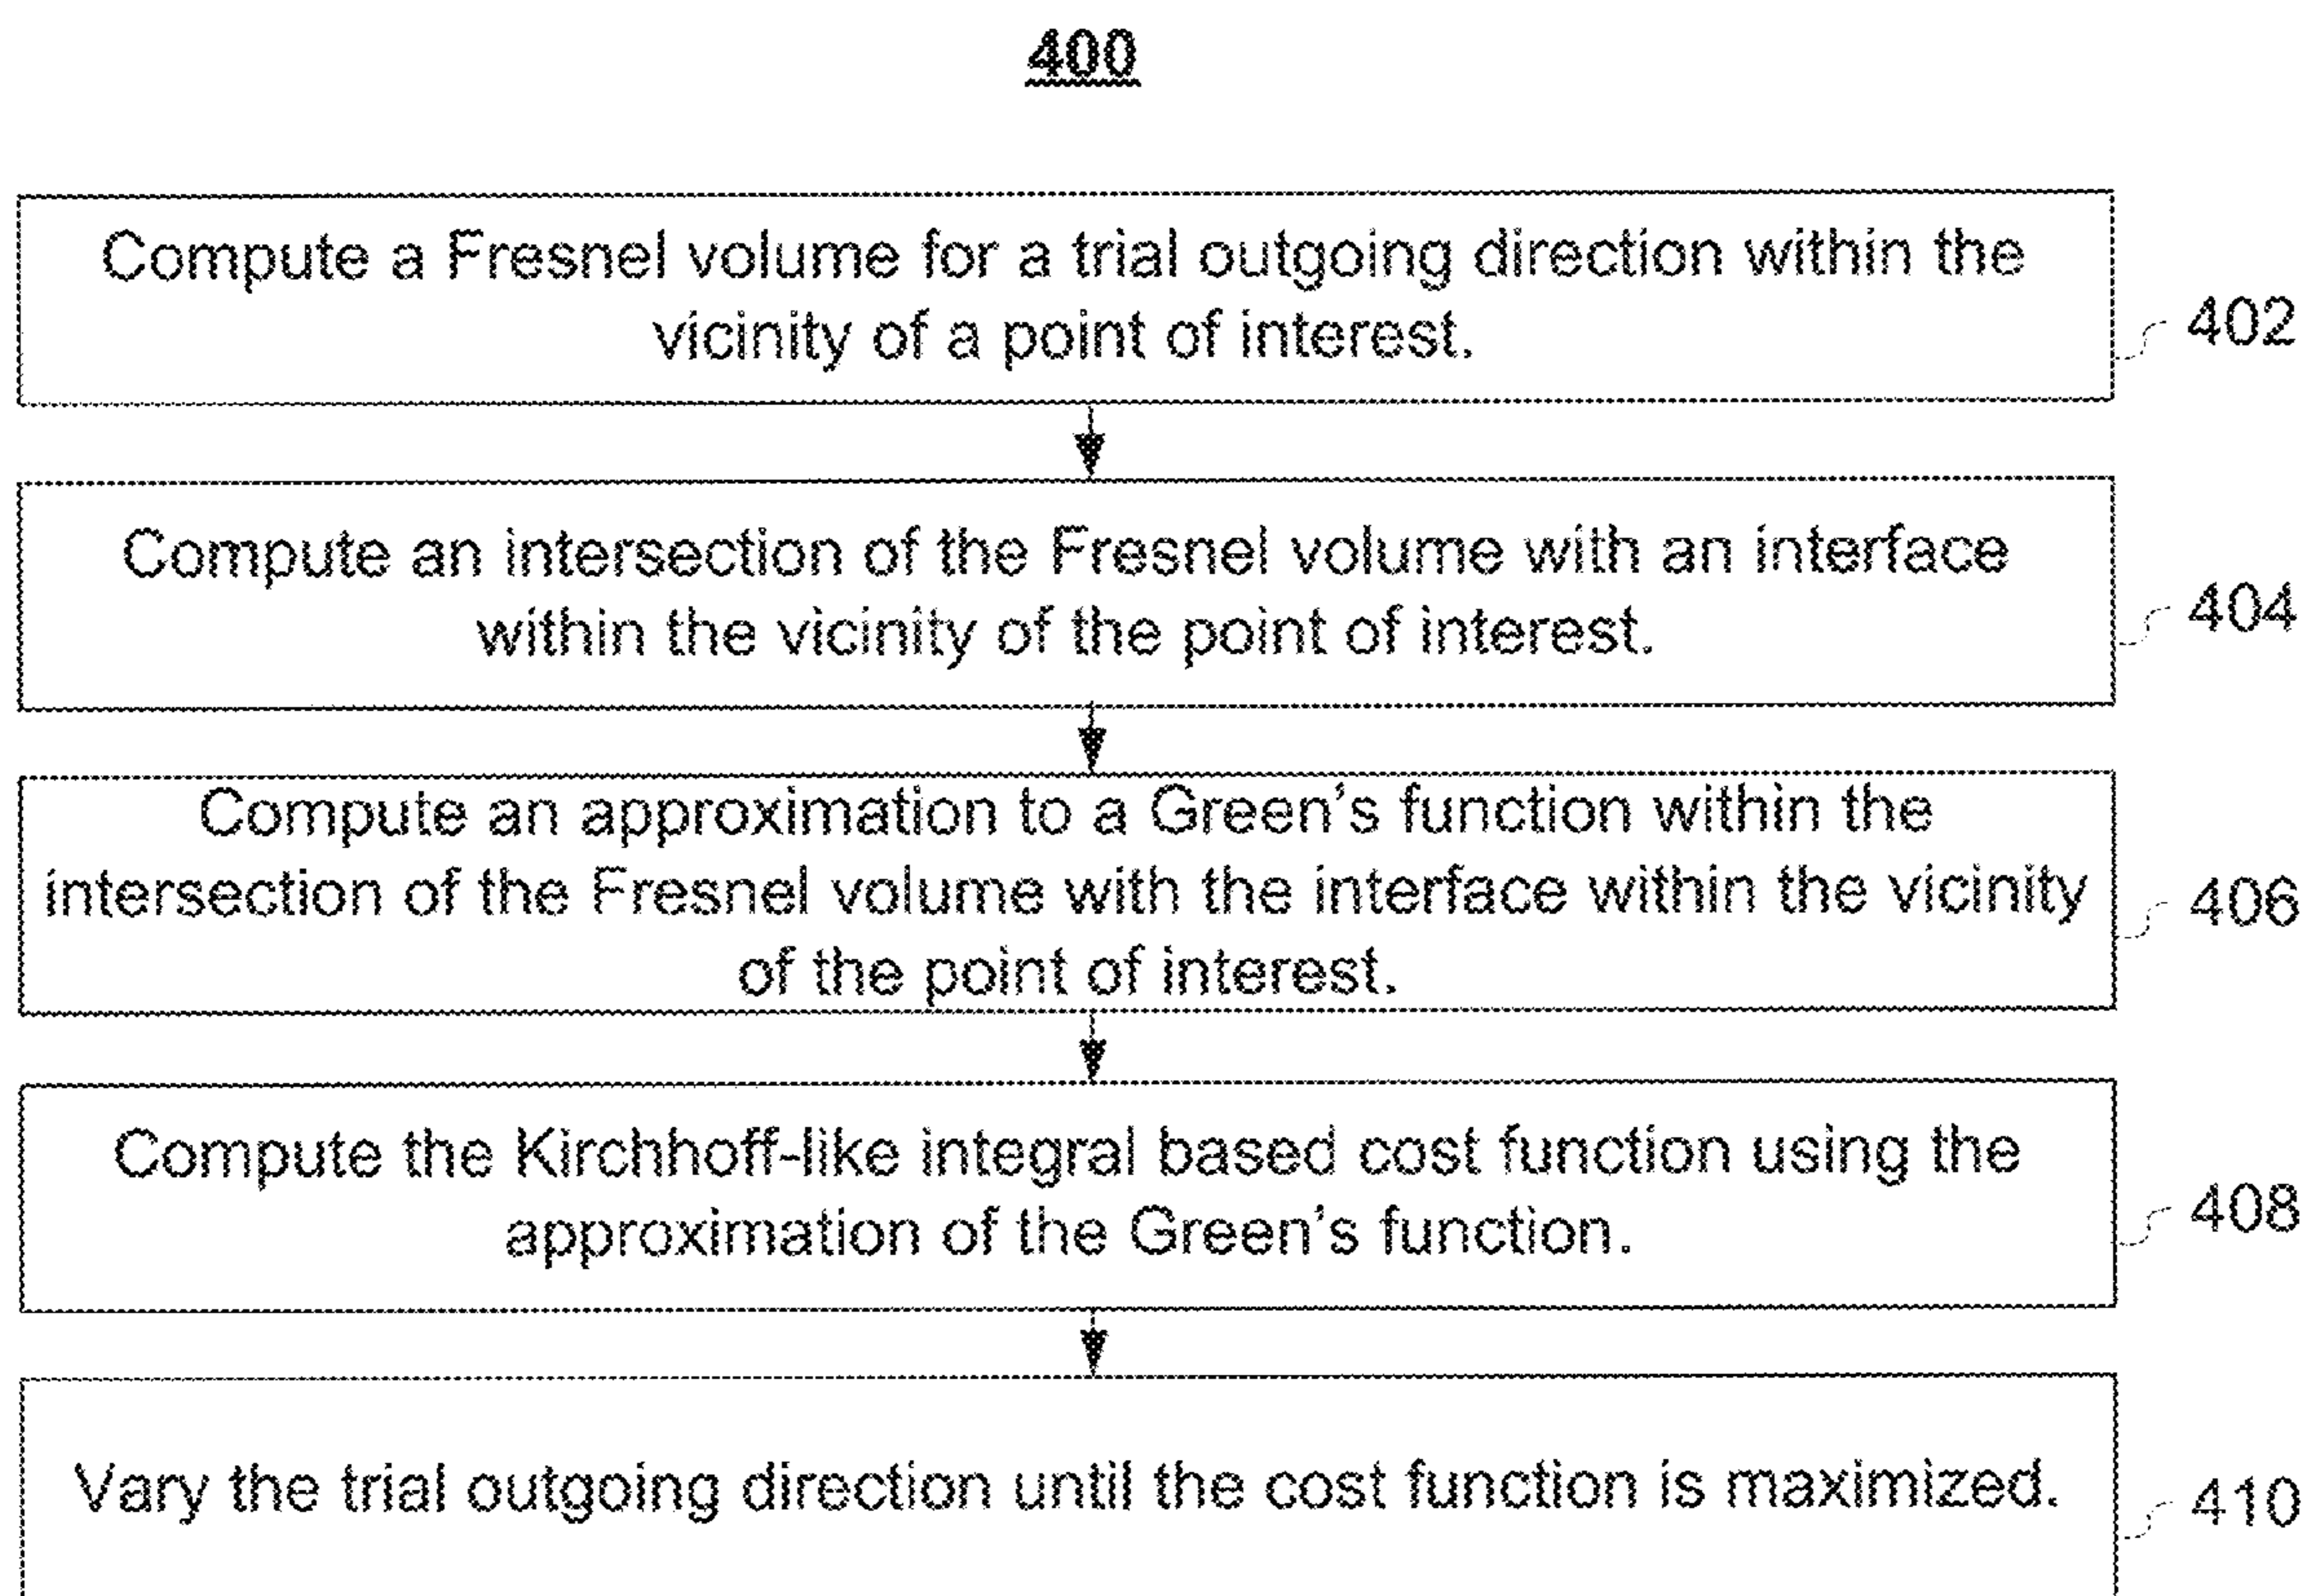 400
Compute a Fresnel volume for a trial outgoing direction within the
vicinity of a point of interest.
402
Compute an intersection of the Fresnel volume with an interface
within the vicinity of the point of interest.
404
Compute an approximation to a Green's function within the
intersection of the Fresnel volume with the interface within the vicinity
of the point of interest.
406
Compute the Kirchhoff-like integral based cost function using the
approximation of the Green's function.
408
Vary the trial outgoing direction until the cost function is maximized.
410